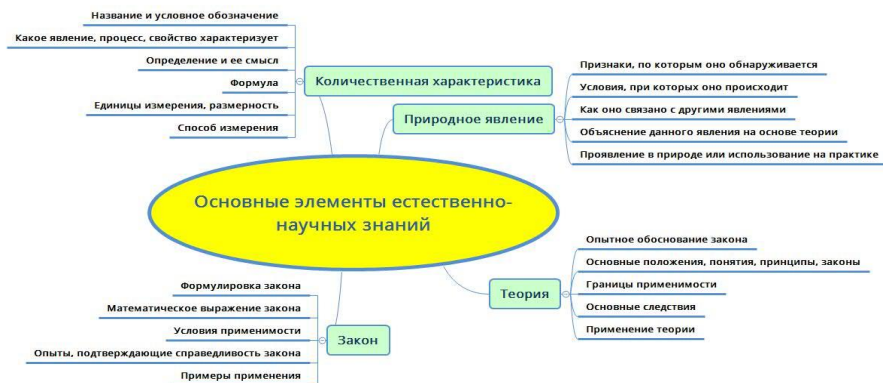 Название и условное обозначение
Какое явление, процесс, свойство характеризует
Определение и ее смысл
Формула
Единицы измерения, размерность
Способ измерения
Количественная характеристика
Природное явление
Признаки, по которым оно обнаруживается
Условия, при которых оно происходит
Как оно связано с другими явлениями
Объяснение данного явления на основе теории
Проявление в природе или использование на практике
Основные элементы естественно-
научных знаний
Формулировка закона
Математическое выражение закона
Условия применимости
Опыты, подтверждающие справедливость закона
Примеры применения
Закон
Теория
Опытное обоснование закона
Основные положения, понятия, принципы, законы
Границы применимости
Основные следствия
Применение теории